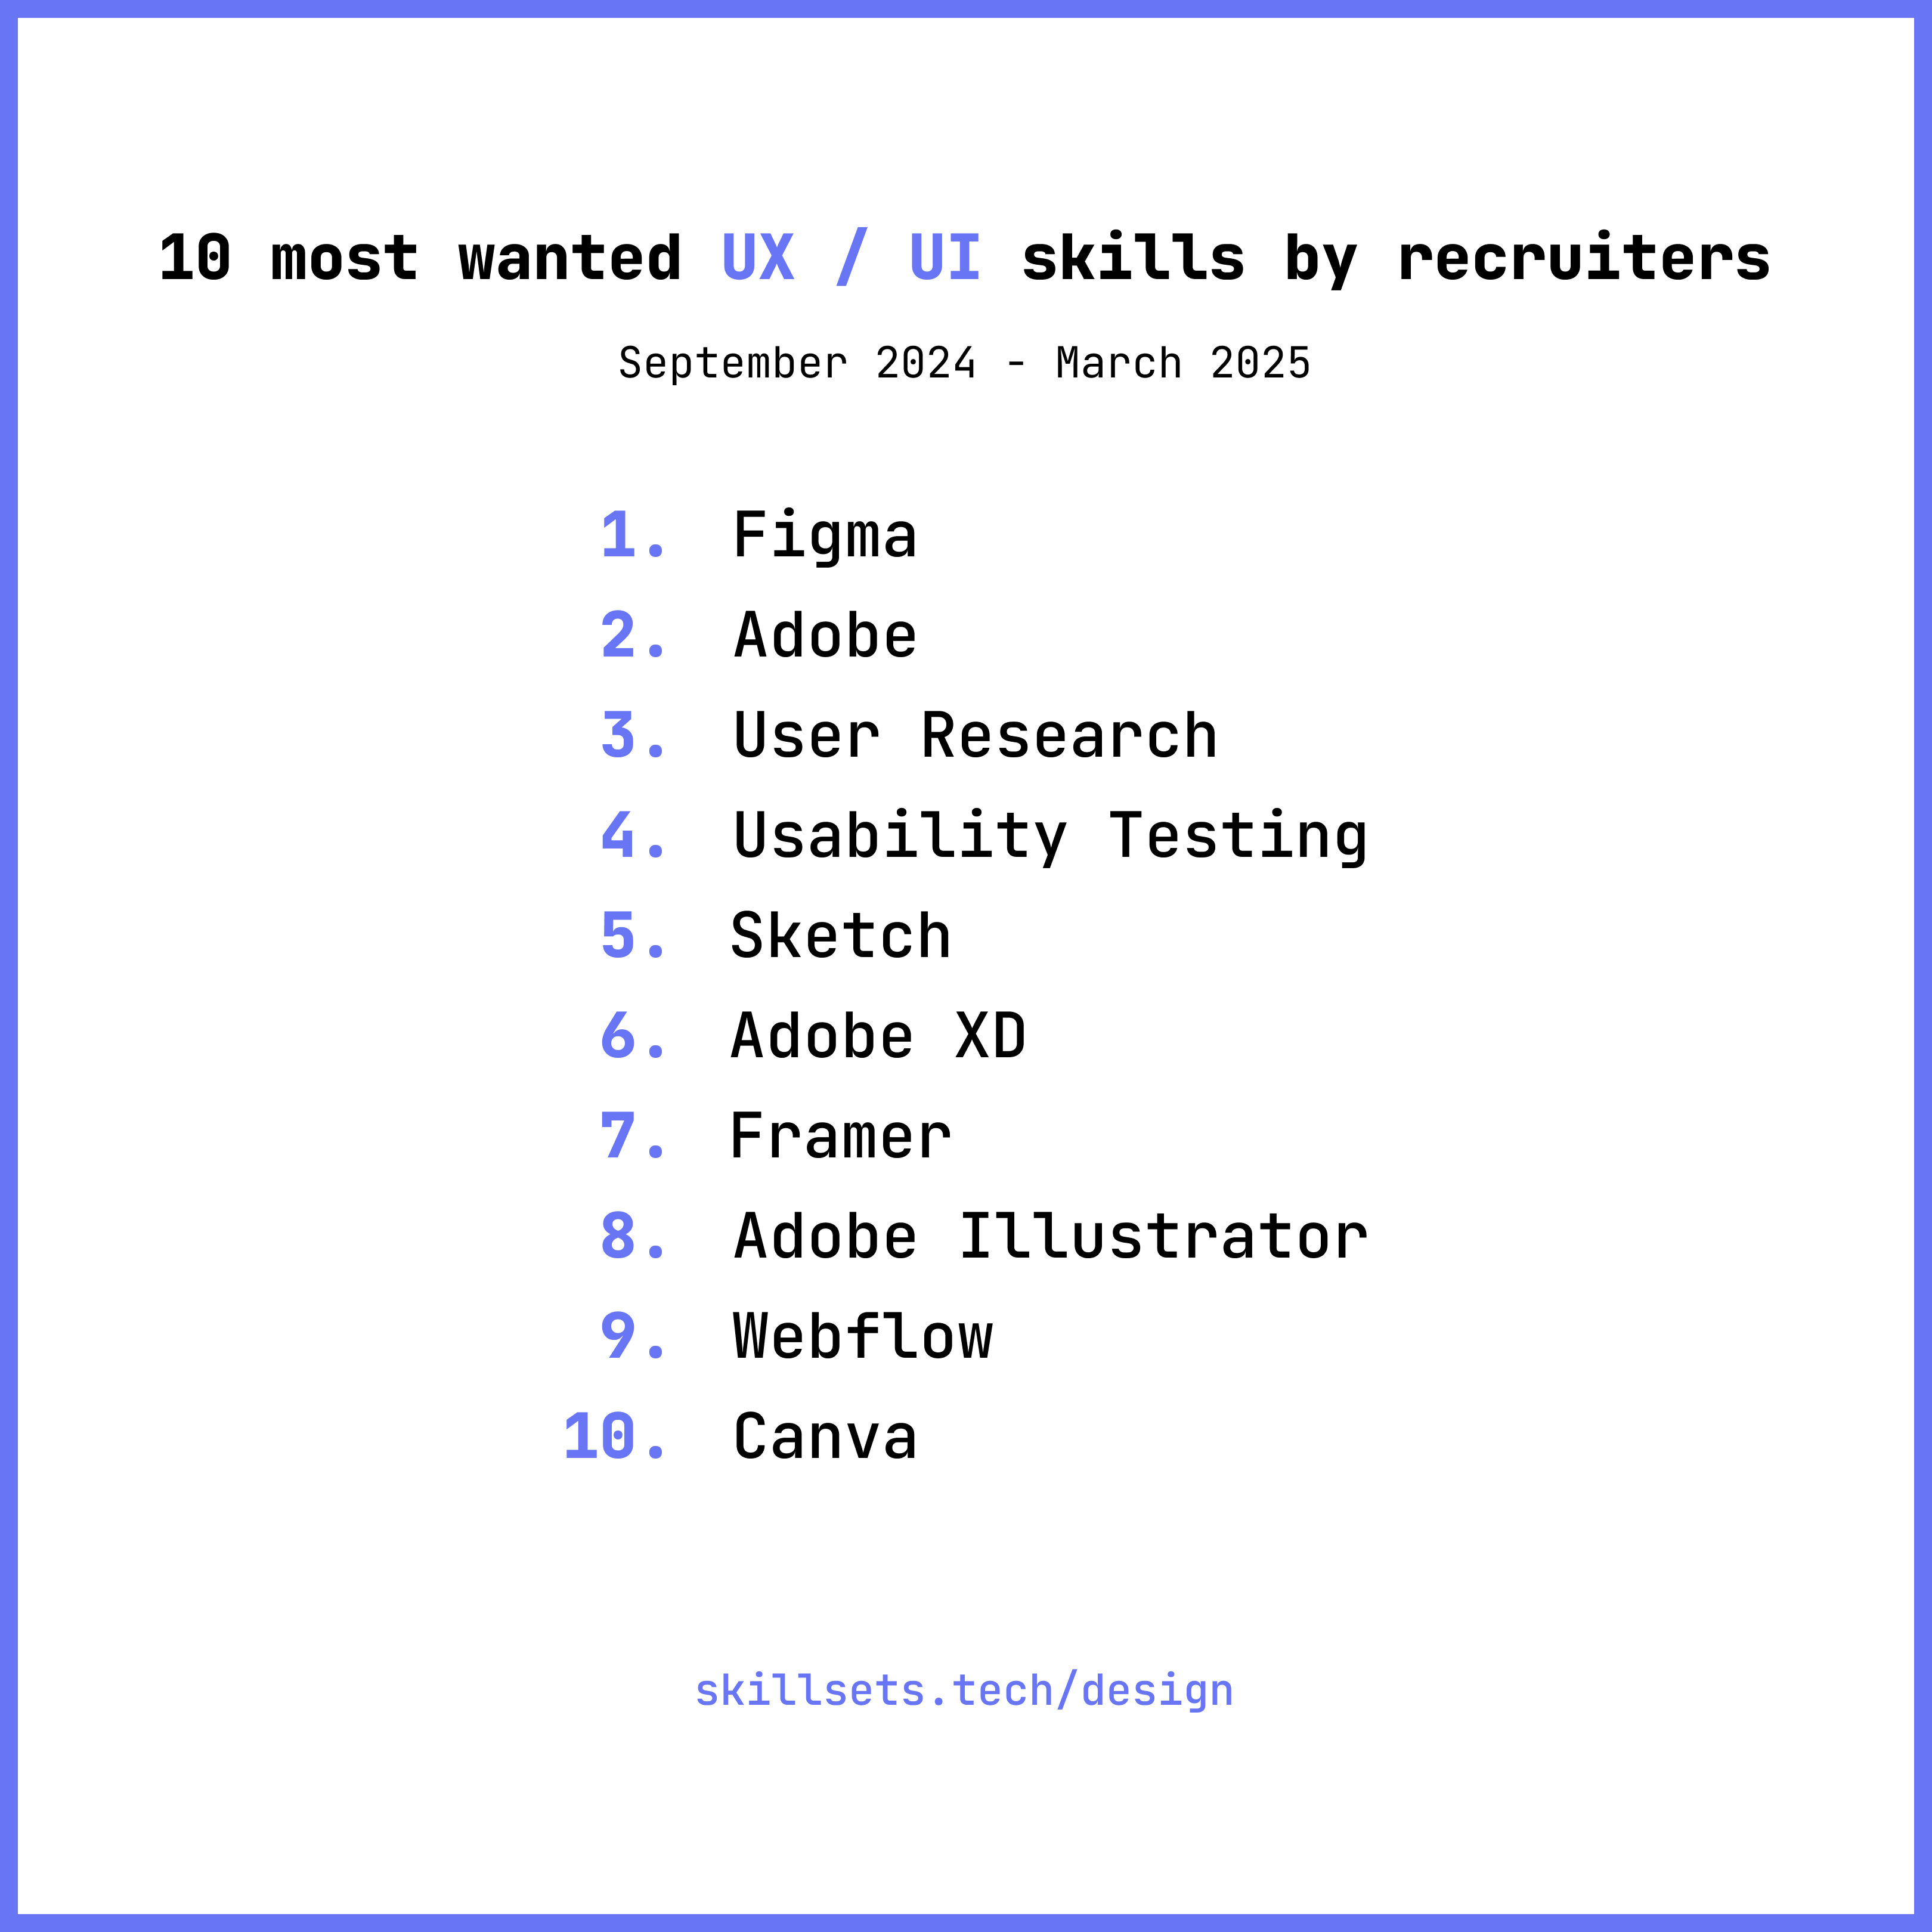 10 most wanted UX / UI skills by recruiters
September 2024 - March 2025
1. Figma
2. Adobe
3. User Research
4. Usability Testing
5. Sketch
6. Adobe XD
7. Framer
8. Adobe Illustrator
9. Webflow
10. Canva
skillsets.tech/design